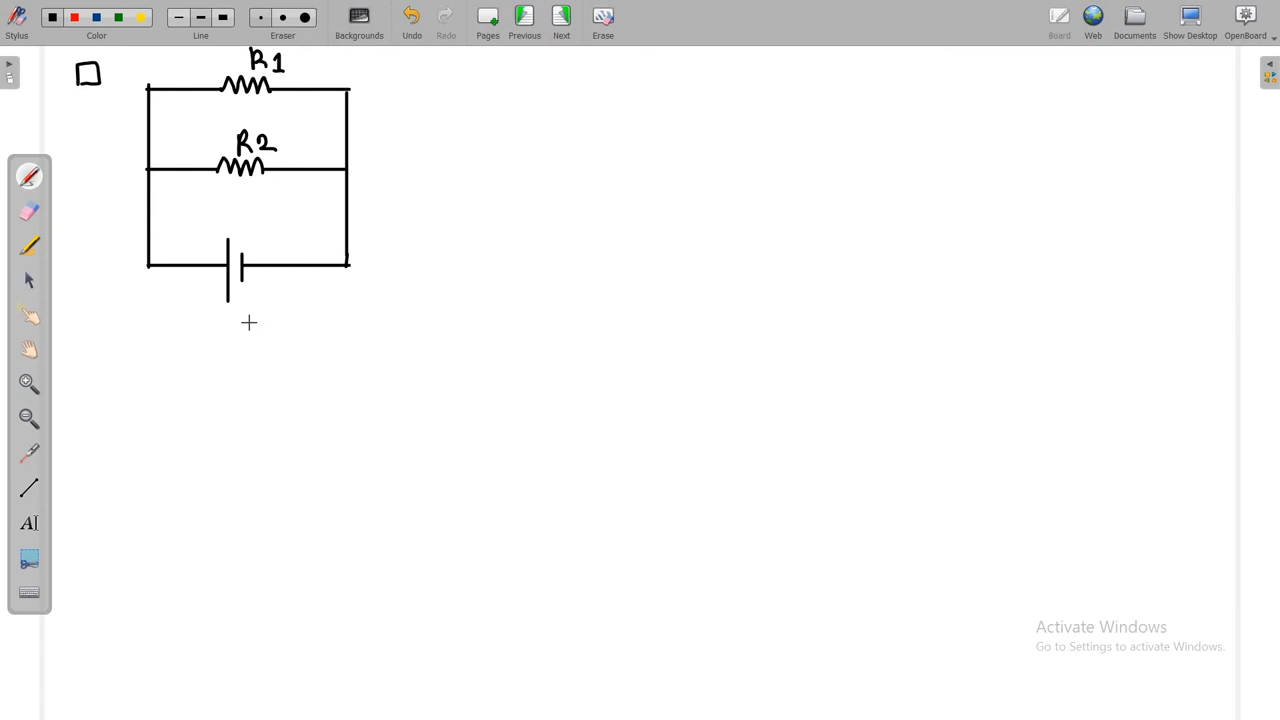 Stylus
Color
Line
Eraser
Backgrounds
Undo
Redo
Pages
Previous
Next
Erase
Board
Web
Documents
Show Desktop
OpenBoard
R1
R2
A
Activate Windows
Go to Settings to activate Windows.